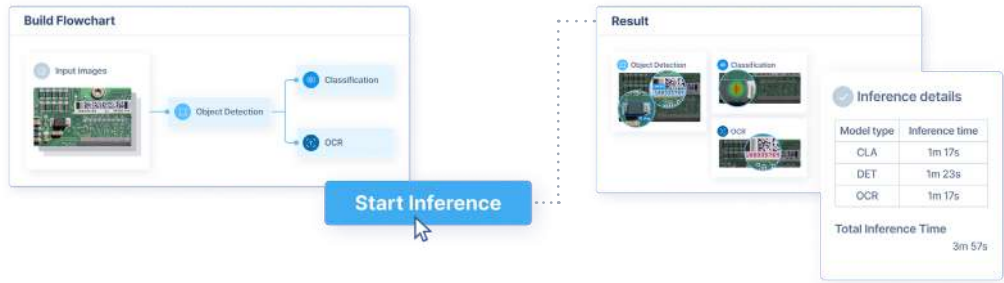 Build Flowchart
Input Images
Object Detection
Classification
OCR
Start Inference
Result
Object Detection
Classification
OCR
Inference details
Model type Inference time
CLA 1m 17s
DET 1m 23s
OCR 1m 17s
Total Inference Time
3m 57s